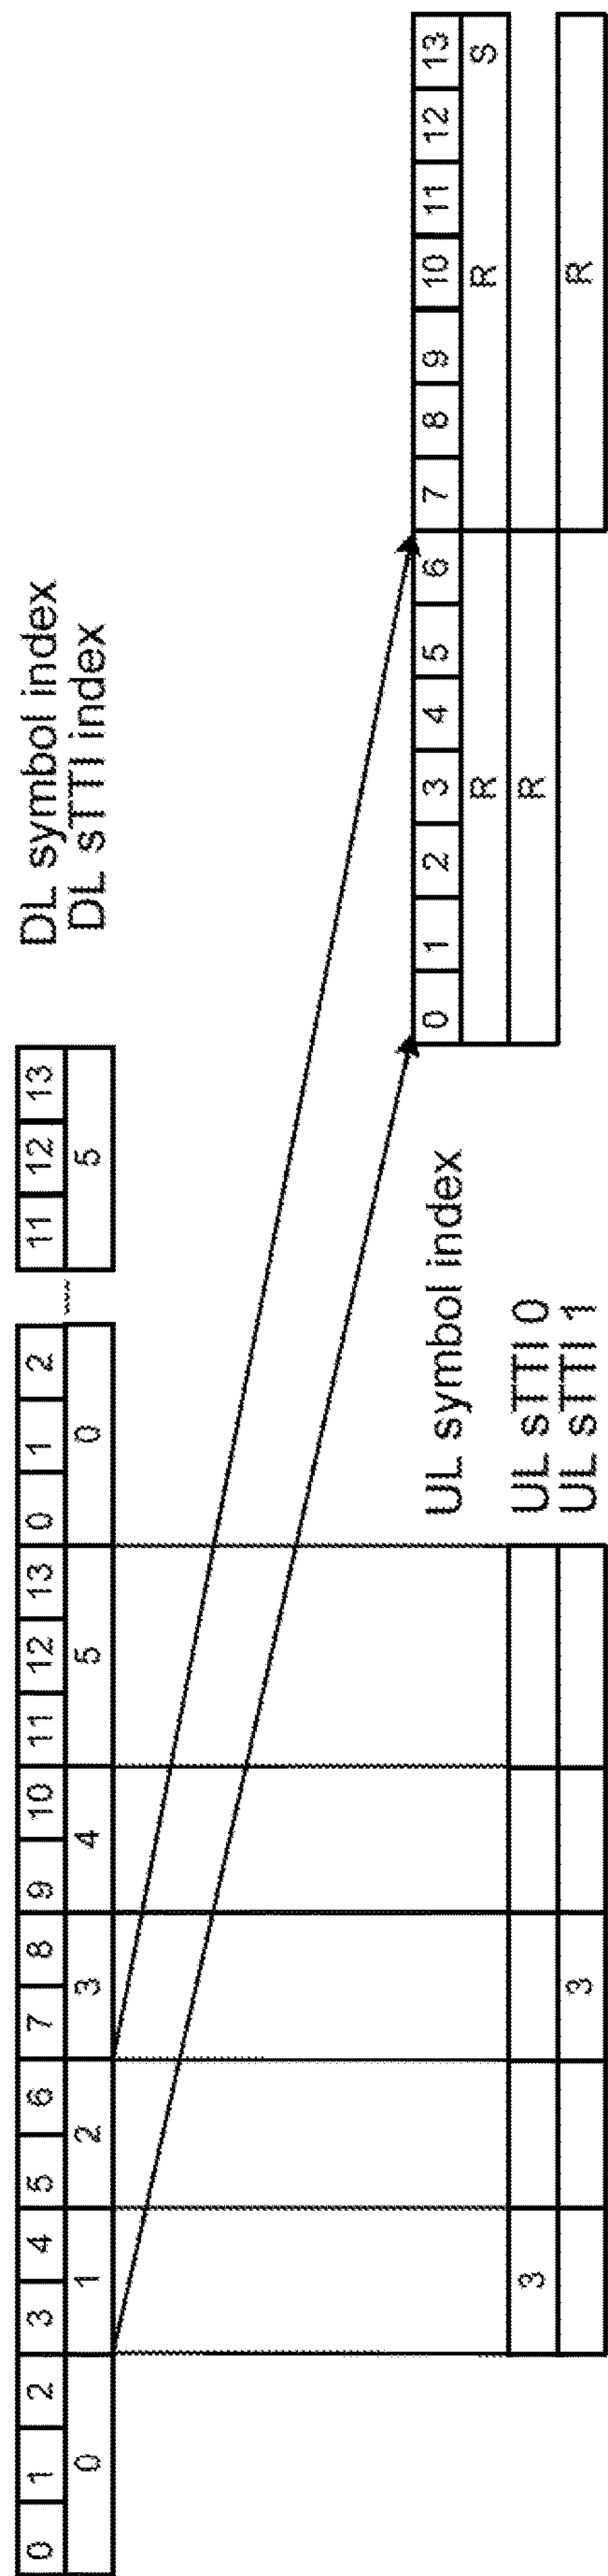 0 1 2 3 4 5 6 7 8 9 10 11 12 13 0 1 2 11 12 13 DL symbol index
0 1 2 3 4 5 0 ... 5 DL sTTI index
UL symbol index 0 1 2 3 4 5 6 7 8 9 10 11 12 13
R R S
3 UL sTTI 0 R
3 UL sTTI 1 R